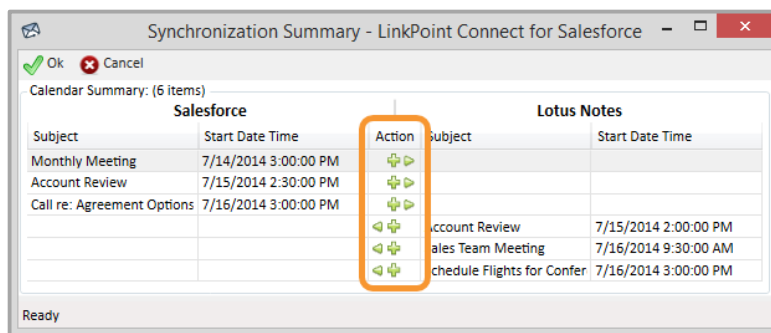 Synchronization Summary - LinkPoint Connect for Salesforce
Ok Cancel
Calendar Summary: (6 items)
Salesforce Lotus Notes
Subject Start Date Time Action Subject Start Date Time
Monthly Meeting 7/14/2014 3:00:00 PM
Account Review 7/15/2014 2:30:00 PM
Call re: Agreement Options 7/16/2014 3:00:00 PM
Account Review 7/15/2014 2:00:00 PM
Sales Team Meeting 7/16/2014 9:30:00 AM
Schedule Flights for Confer 7/16/2014 3:00:00 PM
Ready